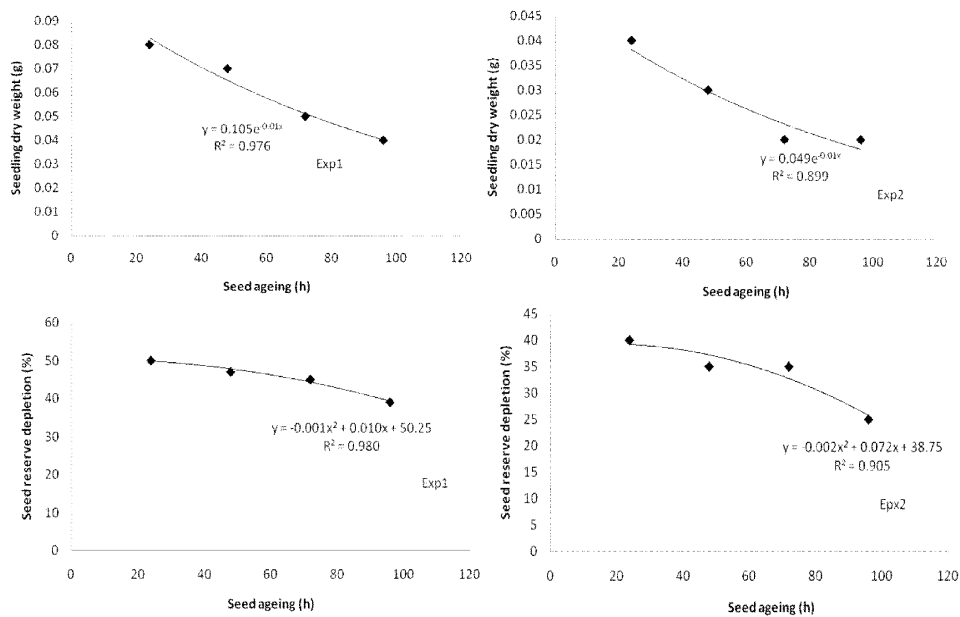 Seedling dry weight (g)
0.09
0.08
0.07
0.06
0.05
0.04
0.03
0.02
0.01
0
y = 0.105e^-0.01x
R² = 0.976
Exp1
0 20 40 60 80 100 120
Seed ageing (h)
Seedling dry weight (g)
0.045
0.04
0.035
0.03
0.025
0.02
0.015
0.01
0.005
0
y = 0.049e^-0.01x
R² = 0.899
Exp2
0 20 40 60 80 100 120
Seed ageing (h)
Seed reserve depletion (%)
60
50
40
30
20
10
0
y = -0.001x² + 0.010x + 50.25
R² = 0.980
Exp1
0 20 40 60 80 100 120
Seed ageing (h)
Seed reserve depletion (%)
45
40
35
30
25
20
15
10
5
0
y = -0.002x² + 0.072x + 38.75
R² = 0.905
Epx2
0 20 40 60 80 100 120
Seed ageing (h)